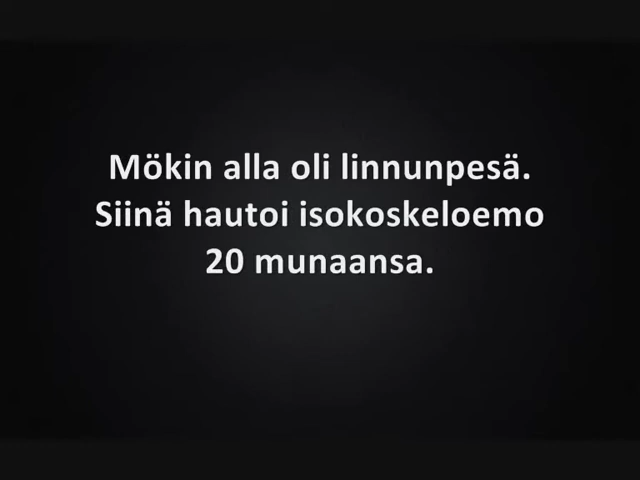 Mökin alla oli linnunpesä.
Siinä hautoi isokoskeloemo
20 munaansa.